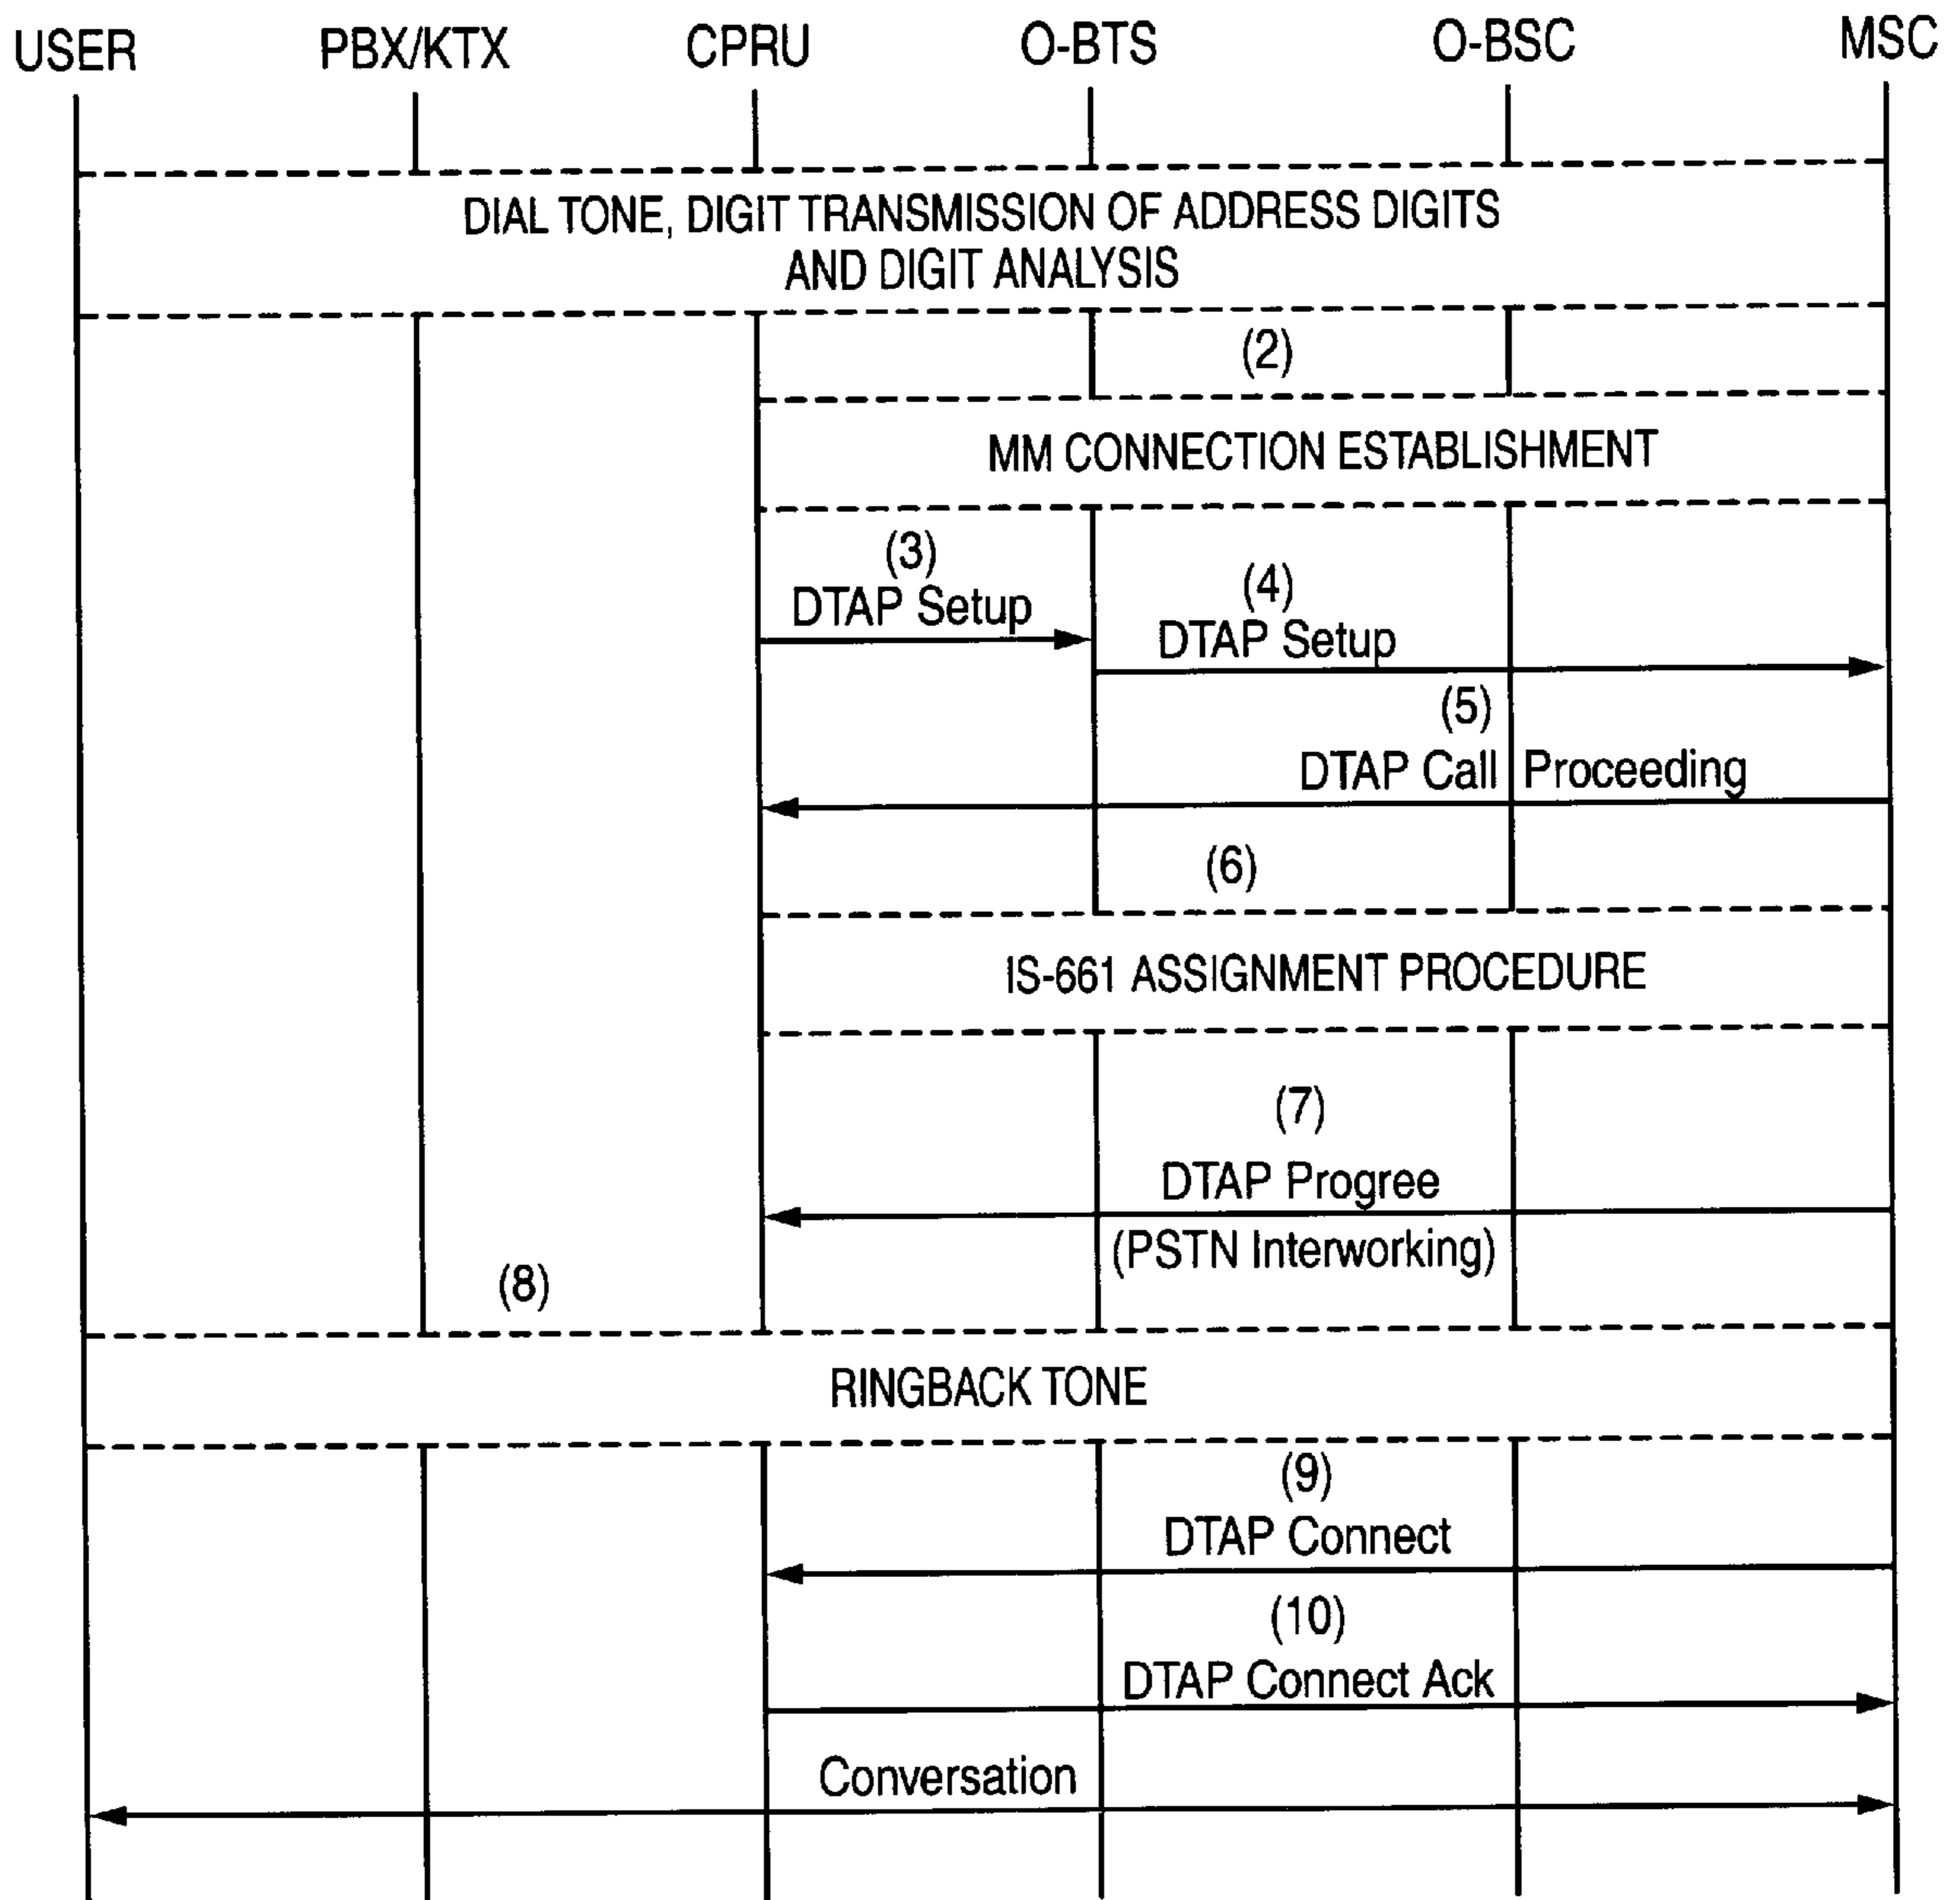 USER PBX/KTX CPRU O-BTS O-BSC MSC
DIAL TONE, DIGIT TRANSMISSION OF ADDRESS DIGITS
AND DIGIT ANALYSIS
(2)
MM CONNECTION ESTABLISHMENT
(3)
DTAP Setup
(4)
DTAP Setup
(5)
DTAP Call Proceeding
(6)
IS-661 ASSIGNMENT PROCEDURE
(7)
DTAP Progree
(PSTN Interworking)
(8)
RINGBACK TONE
(9)
DTAP Connect
(10)
DTAP Connect Ack
Conversation